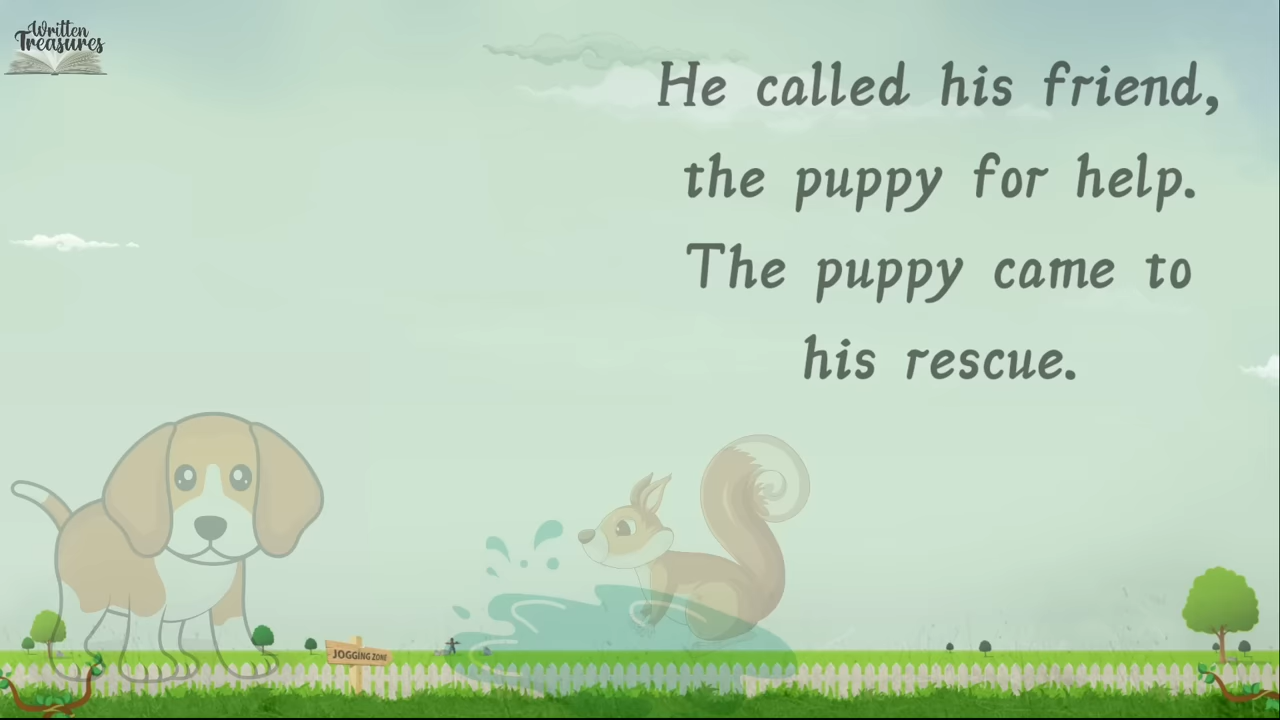 Written
Treasures
He called his friend,
the puppy for help.
The puppy came to
his rescue.
JOGGING ZONE